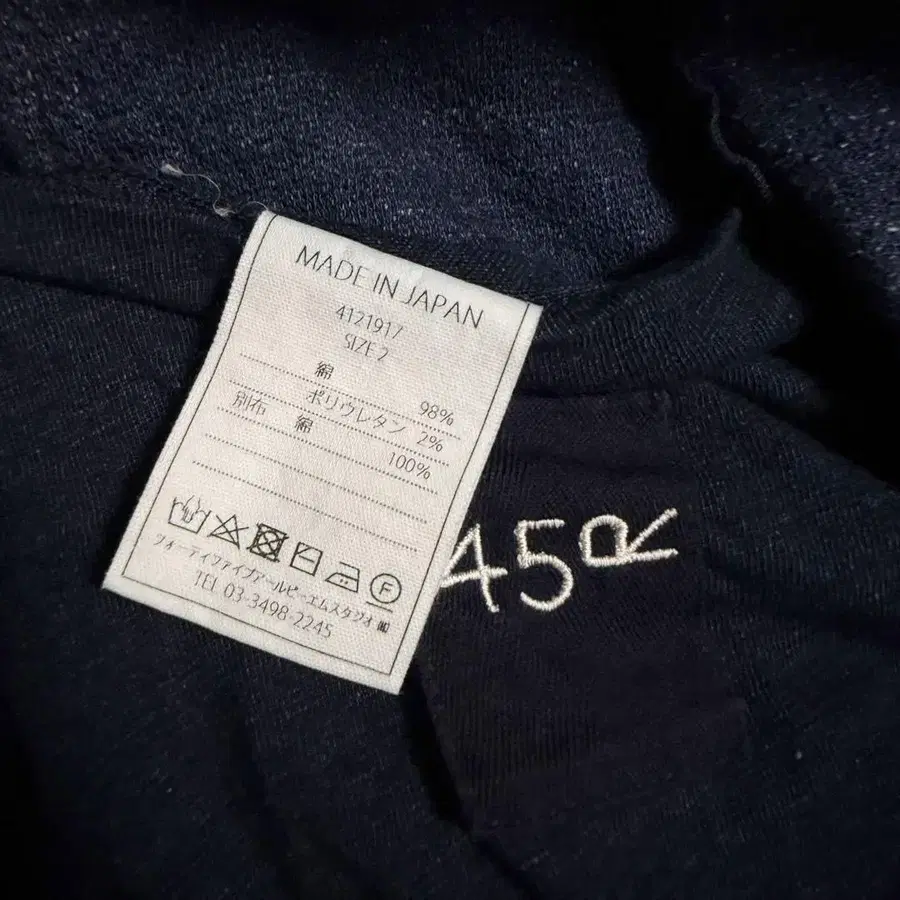 MADE IN JAPAN
4121917
SIZE 2
綿 98%
ポリウレタン 2%
別布 綿 100%
F
フォーティファイブアールピーエムスタジオ㈱
TEL 03-3498-2245
45R